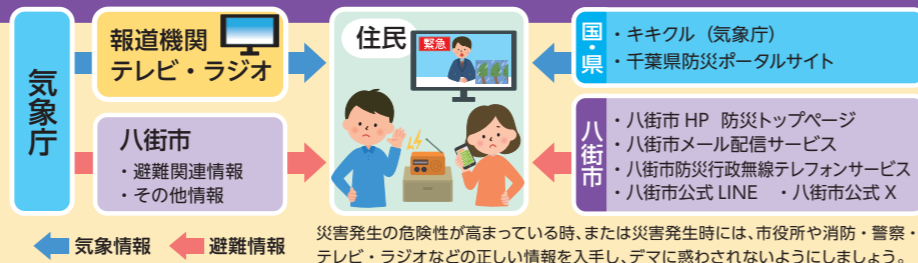 気象庁
報道機関
テレビ・ラジオ
八街市
・避難関連情報
・その他情報
住民
緊急
国・県
・キキクル（気象庁）
・千葉県防災ポータルサイト
八街市
・八街市 HP 防災トップページ
・八街市メール配信サービス
・八街市防災行政無線テレフォンサービス
・八街市公式 LINE ・八街市公式 X
気象情報 避難情報
災害発生の危険性が高まっている時、または災害発生時には、市役所や消防・警察・
テレビ・ラジオなどの正しい情報を入手し、デマに惑わされないようにしましょう。